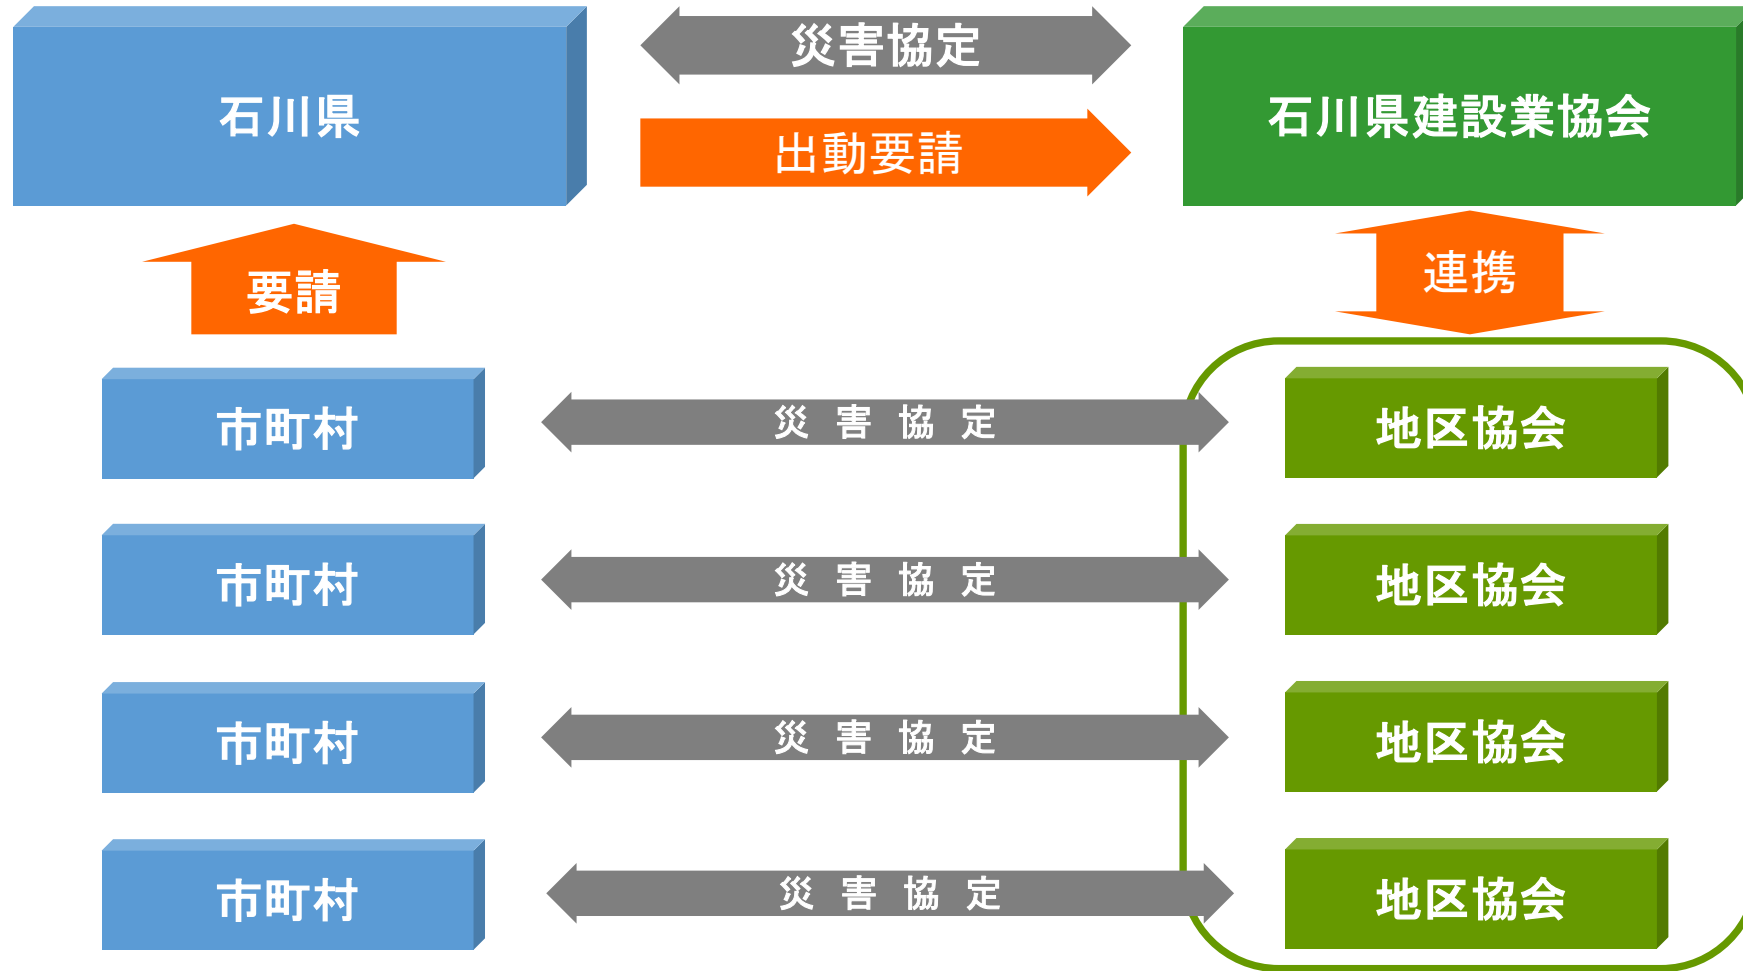 石川県
災害協定
石川県建設業協会
出動要請
要請
連携
市町村
災害協定
地区協会
市町村
災害協定
地区協会
市町村
災害協定
地区協会
市町村
災害協定
地区協会